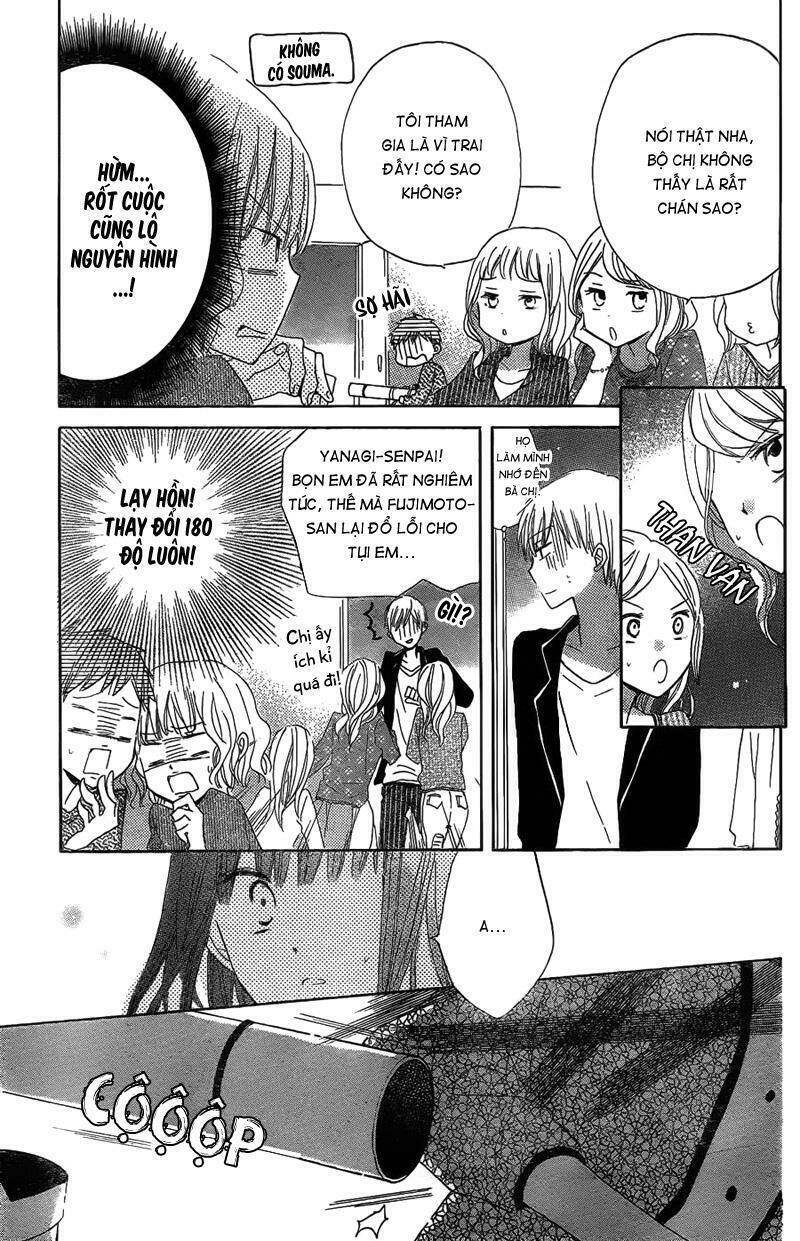 NÓI THẬT NHA,
BỘ CHỊ KHÔNG
THẤY LÀ RẤT
CHÁN SAO?
TÔI THAM
GIA LÀ VÌ TRAI
ĐẤY! CÓ SAO
KHÔNG?
KHÔNG
CÓ SOUMA.
SỢ HÃI
HỪM...
RỐT CUỘC
CŨNG LỘ
NGUYÊN HÌNH
...!
THAN VÃN
HỌ
LÀM MÌNH
NHỚ ĐẾN
BÀ CHỊ.
YANAGI-SENPAI!
BỌN EM ĐÃ RẤT NGHIÊM
TÚC, THẾ MÀ FUJIMOTO-
SAN LẠI ĐỔ LỖI CHO
TỤI EM...
GÌ!?
Chị ấy
ích kỉ
quá đi!
LẠY HỒN!
THAY ĐỔI 180
ĐỘ LUÔN!
A...
CỘỘỘP